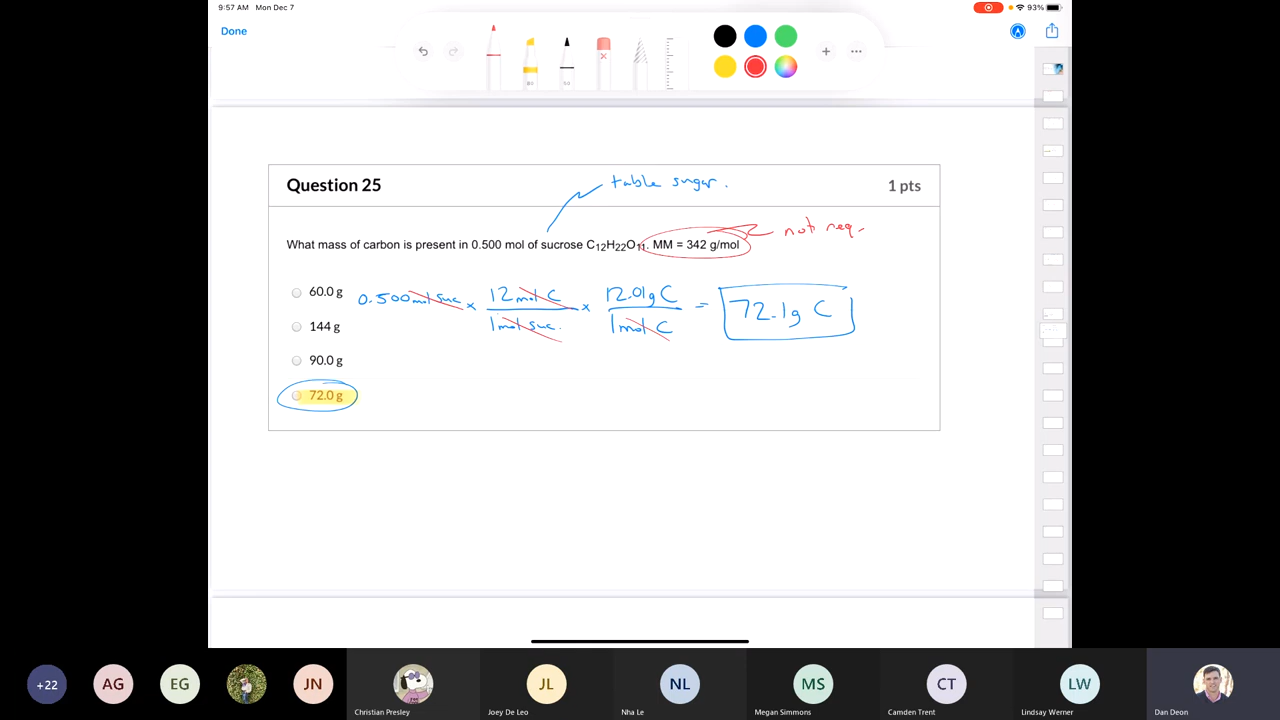 9:57 AM Mon Dec 7
93%
Done
Question 25
table sugar.
1 pts
not req.
What mass of carbon is present in 0.500 mol of sucrose C12H22O11. MM = 342 g/mol
60.0 g
0.500 mol suc x 12 mol C / 1 mol suc. x 12.01g C / 1 mol C = 72.1g C
144 g
90.0 g
72.0 g
+22
AG
EG
JN
JL
NL
MS
CT
LW
Christian Presley
Joey De Leo
Nha Le
Megan Simmons
Camden Trent
Lindsay Werner
Dan Deon